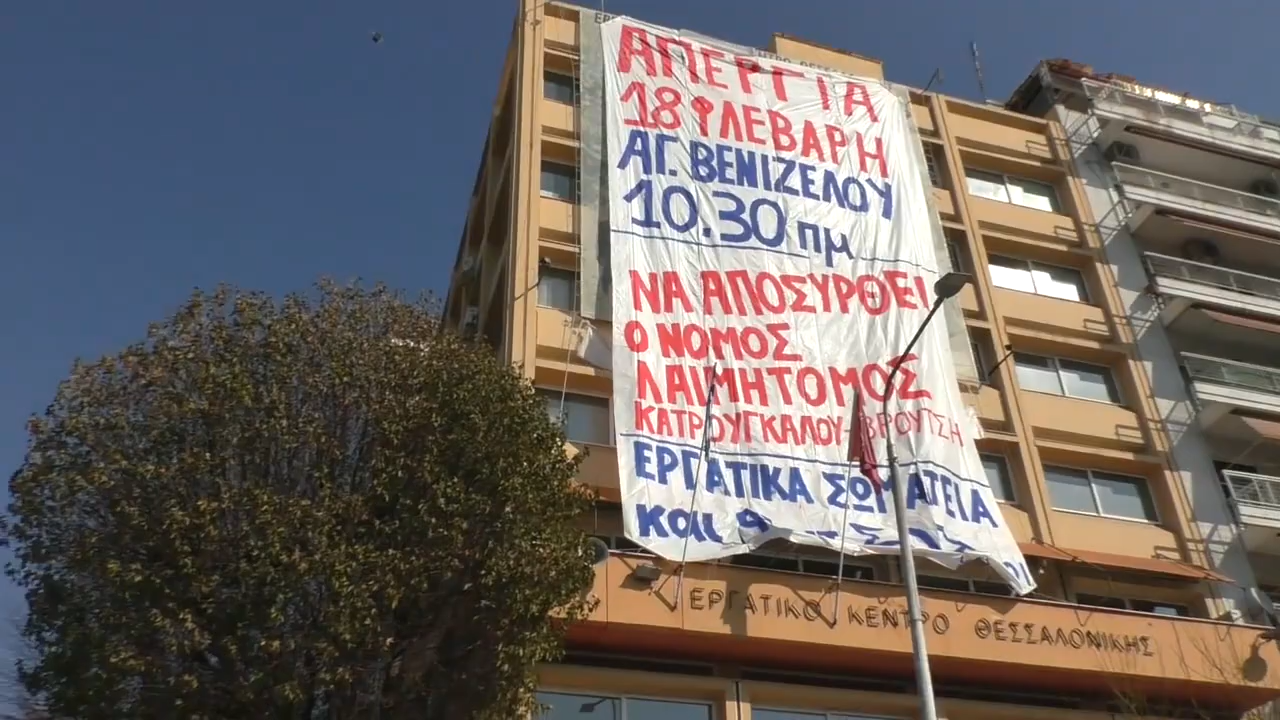 ΑΠΕΡΓΙΑ
18 ΦΛΕΒΑΡΗ
ΑΓ. ΒΕΝΙΖΕΛΟΥ
10.30 πμ
ΝΑ ΑΠΟΣΥΡΘΕΙ
Ο ΝΟΜΟΣ
ΛΑΙΜΗΤΟΜΟΣ
ΚΑΤΡΟΥΓΚΑΛΟΥ-ΒΡΟΥΤΣΗ
ΕΡΓΑΤΙΚΑ ΣΩΜΑΤΕΙΑ
και
ΕΡΓΑΤΙΚΟ ΚΕΝΤΡΟ ΘΕΣΣΑΛΟΝΙΚΗΣ